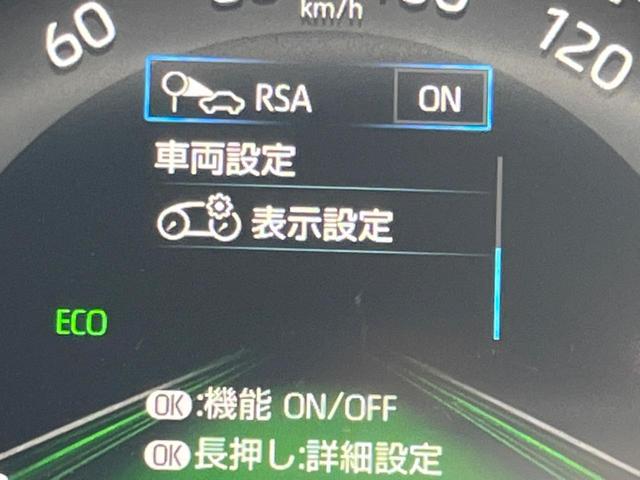 60
km/h
120
RSA ON
車両設定
表示設定
ECO
OK:機能 ON/OFF
OK長押し:詳細設定